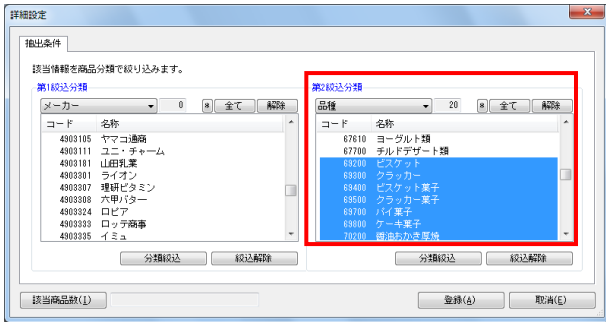 詳細設定
抽出条件
該当情報を商品分類で絞り込みます。
第1絞込分類
メーカー 0 * 全て 解除
コード 名称
4903105 ヤマコ通商
4903111 ユニ・チャーム
4903181 山田乳業
4903301 ライオン
4903307 理研ビタミン
4903308 六甲バター
4903324 ロピア
4903333 ロッテ商事
4903335 イミュ
分類絞込 絞込解除
第2絞込分類
品種 20 * 全て 解除
コード 名称
67610 ヨーグルト類
67700 チルドデザート類
69200 ビスケット
69300 クラッカー
69400 ビスケット菓子
69500 クラッカー菓子
69700 パイ菓子
69800 ケーキ菓子
70200 醤油おかき厚焼
分類絞込 絞込解除
該当商品数(I) 登録(A) 取消(E)